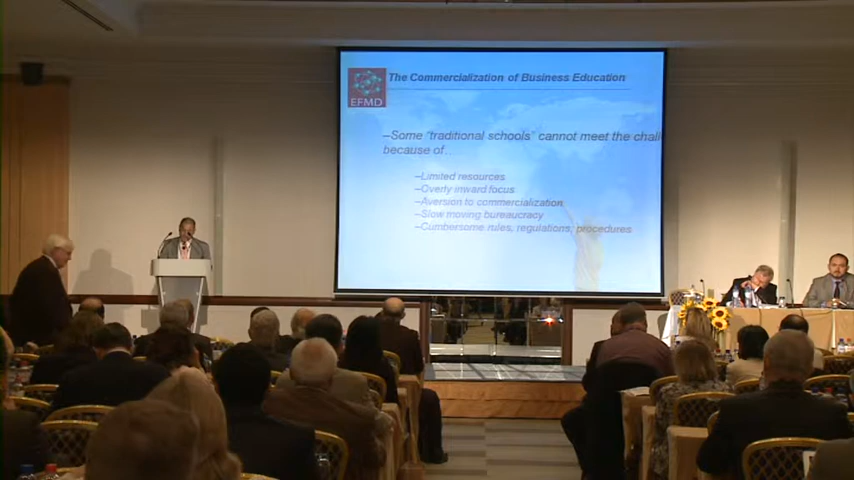 The Commercialization of Business Education
EFMD
–Some "traditional schools" cannot meet the chall
because of…
–Limited resources
–Overly inward focus
–Aversion to commercialization
–Slow moving bureaucracy
–Cumbersome rules, regulations, procedures